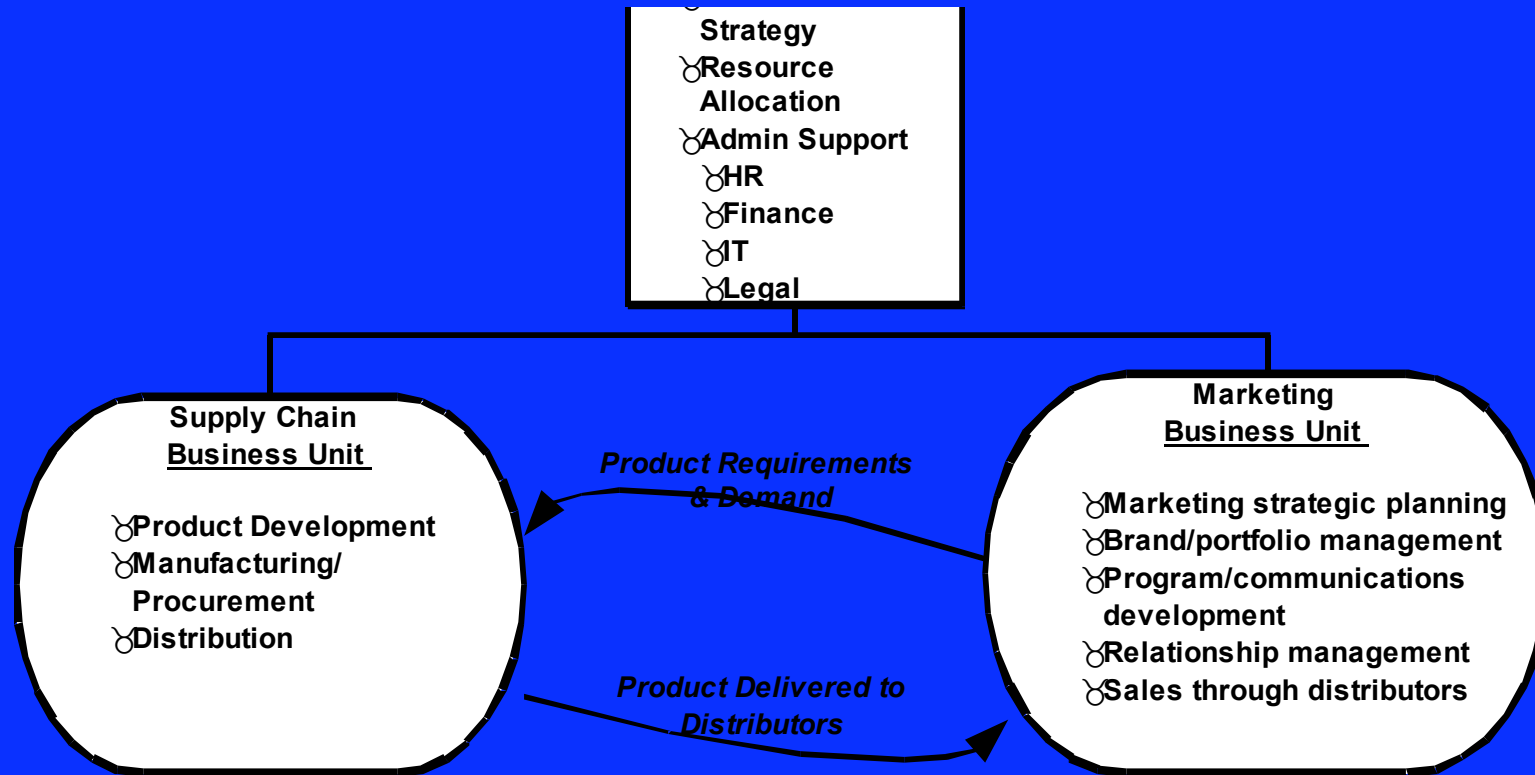 Strategy
Resource
Allocation
Admin Support
HR
Finance
IT
Legal
Supply Chain
Business Unit
Product Development
Manufacturing/
Procurement
Distribution
Product Requirements
& Demand
Product Delivered to
Distributors
Marketing
Business Unit
Marketing strategic planning
Brand/portfolio management
Program/communications
development
Relationship management
Sales through distributors